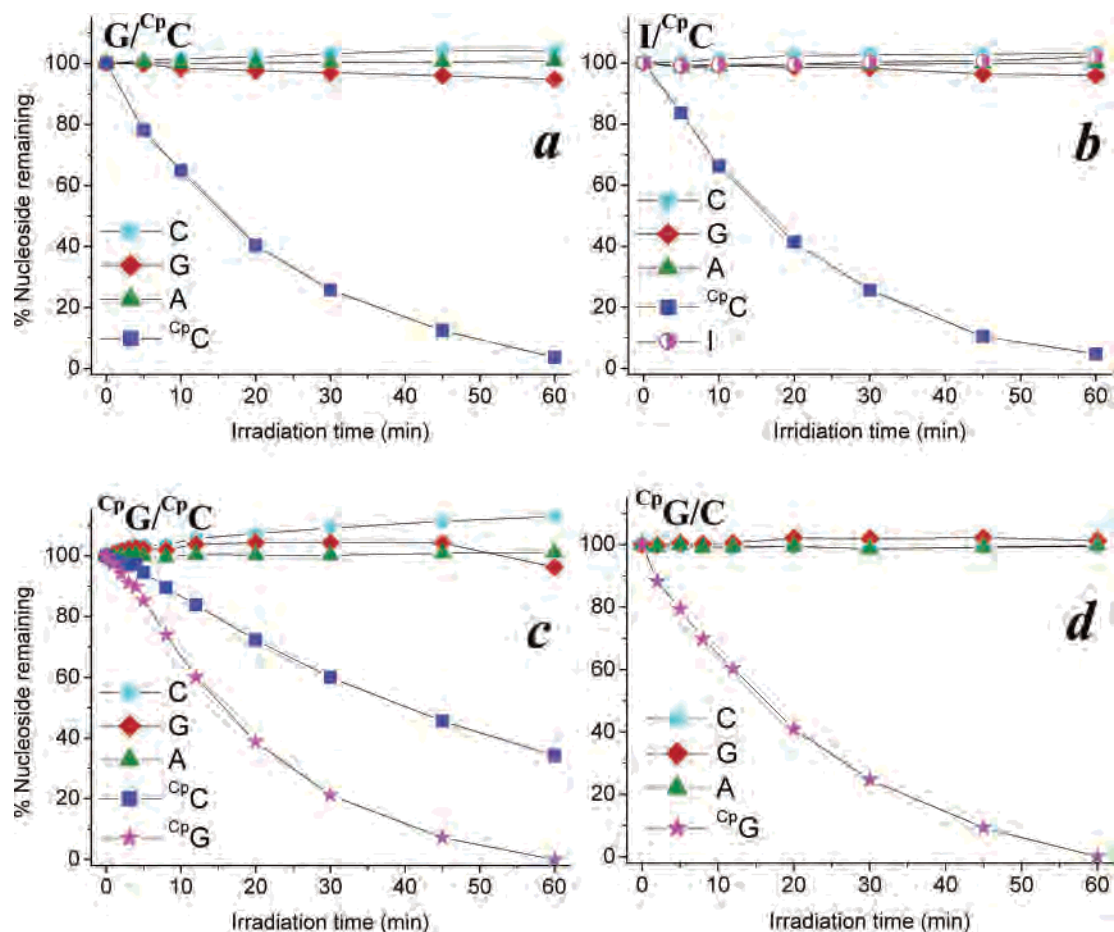 G/CpC
a
% Nucleoside remaining
100
80
60
40
20
0
C
G
A
CpC
0 10 20 30 40 50 60
Irradiation time (min)
I/CpC
b
100
80
60
40
20
0
C
G
A
CpC
I
0 10 20 30 40 50 60
Irridiation time (min)
CpG/CpC
c
% Nucleoside remaining
100
80
60
40
20
0
C
G
A
CpC
CpG
0 10 20 30 40 50 60
Irradiation time (min)
CpG/C
d
100
80
60
40
20
0
C
G
A
CpG
0 10 20 30 40 50 60
Irradiation time (min)